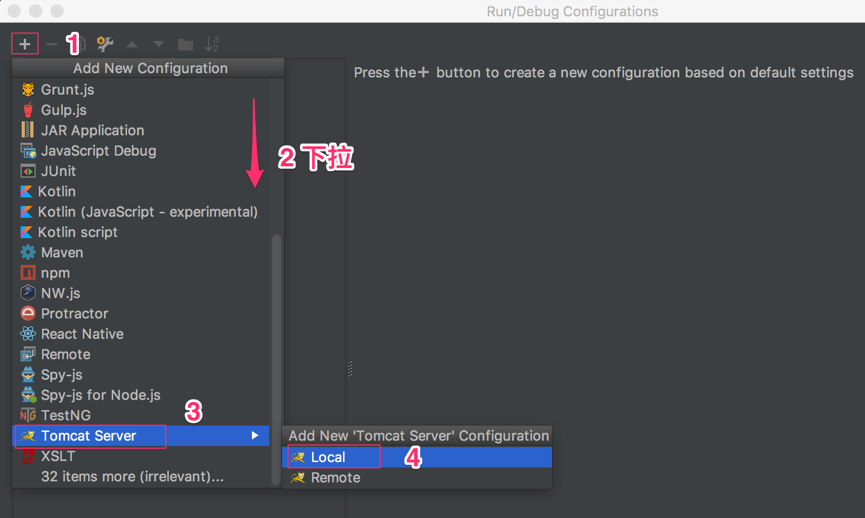 Run/Debug Configurations
1
Add New Configuration
Press the + button to create a new configuration based on default settings
Grunt.js
Gulp.js
JAR Application
JavaScript Debug
2 下拉
JUnit
Kotlin
Kotlin (JavaScript - experimental)
Kotlin script
Maven
npm
NW.js
Protractor
React Native
Remote
Spy-js
Spy-js for Node.js
TestNG
3
Tomcat Server
XSLT
32 items more (irrelevant)...
Add New 'Tomcat Server' Configuration
Local
4
Remote